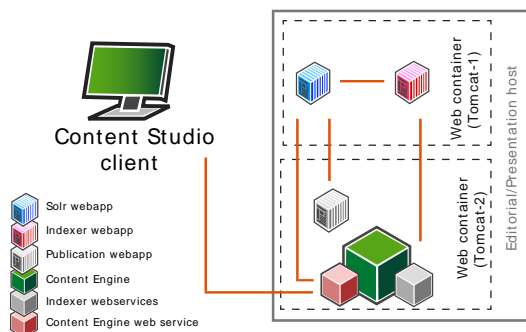 Content Studio
client
Solr webapp
Indexer webapp
Publication webapp
Content Engine
Indexer webservices
Content Engine web service
Web container
(Tomcat-1)
Web container
(Tomcat-2)
Editorial/Presentation host